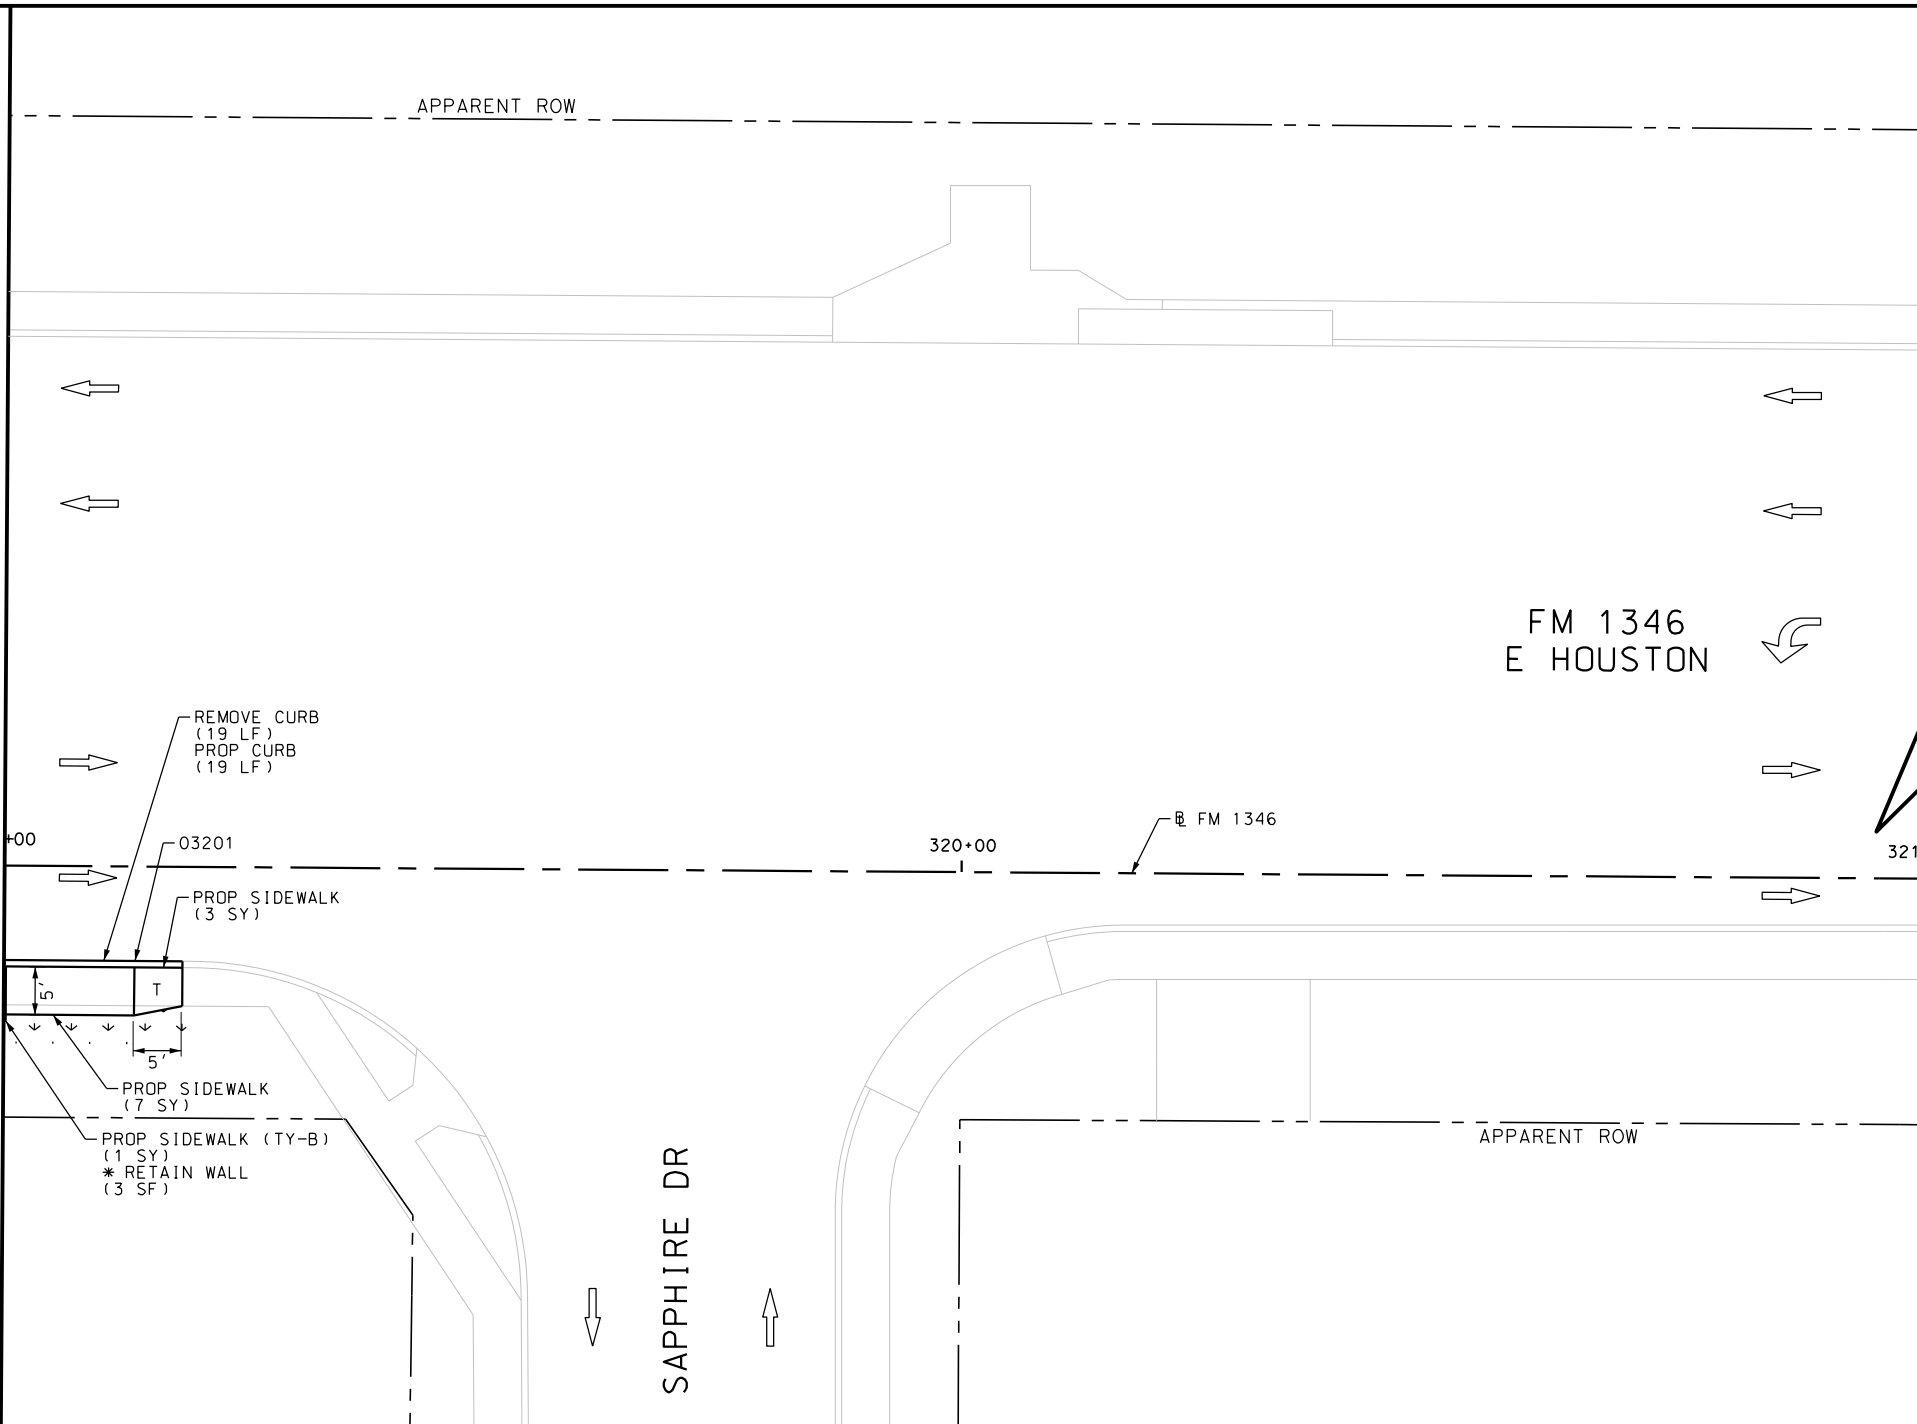 APPARENT ROW
FM 1346
E HOUSTON
REMOVE CURB
(19 LF)
PROP CURB
(19 LF)
+00
03201
320+00
℄ FM 1346
321
PROP SIDEWALK
(3 SY)
T
5'
5'
PROP SIDEWALK
(7 SY)
PROP SIDEWALK (TY-B)
(1 SY)
* RETAIN WALL
(3 SF)
APPARENT ROW
SAPPHIRE DR